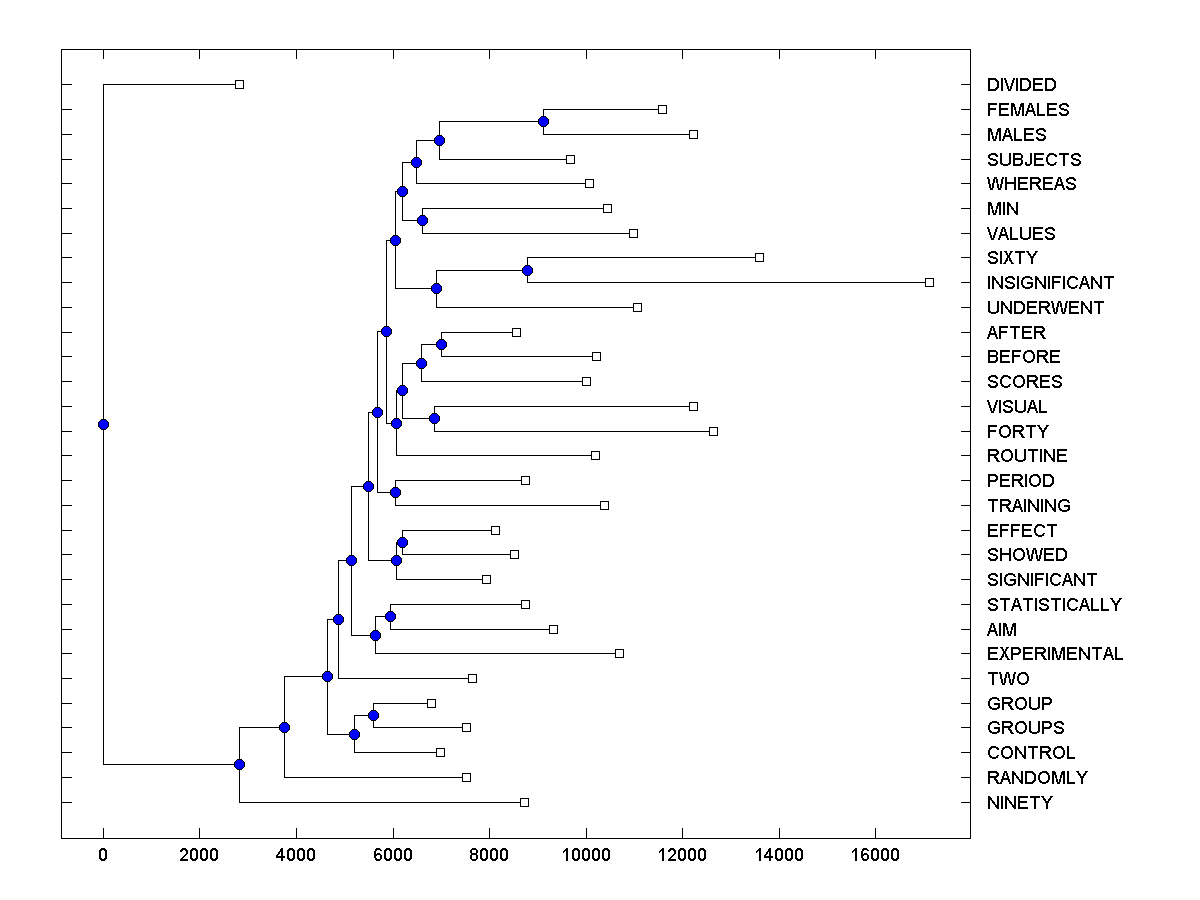 DIVIDED
FEMALES
MALES
SUBJECTS
WHEREAS
MIN
VALUES
SIXTY
INSIGNIFICANT
UNDERWENT
AFTER
BEFORE
SCORES
VISUAL
FORTY
ROUTINE
PERIOD
TRAINING
EFFECT
SHOWED
SIGNIFICANT
STATISTICALLY
AIM
EXPERIMENTAL
TWO
GROUP
GROUPS
CONTROL
RANDOMLY
NINETY
0 2000 4000 6000 8000 10000 12000 14000 16000